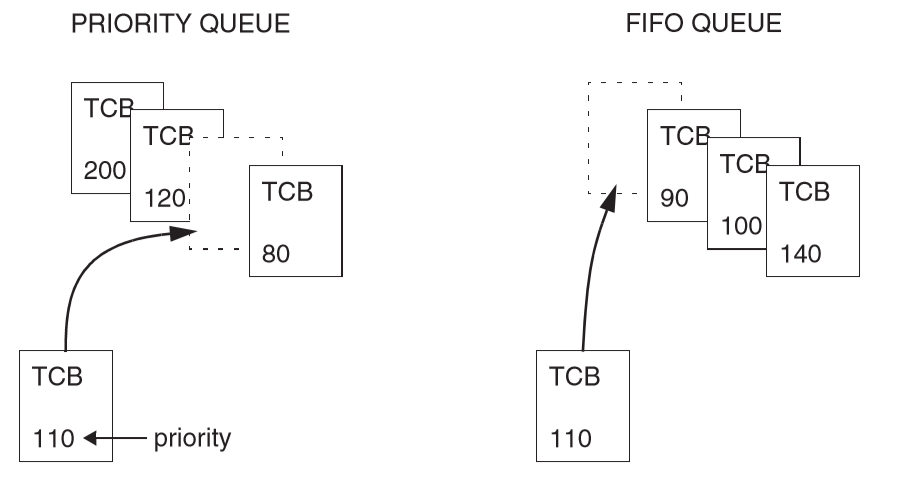 PRIORITY QUEUE
TCB
200
TCB
120
TCB
80
TCB
110
priority
FIFO QUEUE
TCB
90
TCB
100
TCB
140
TCB
110